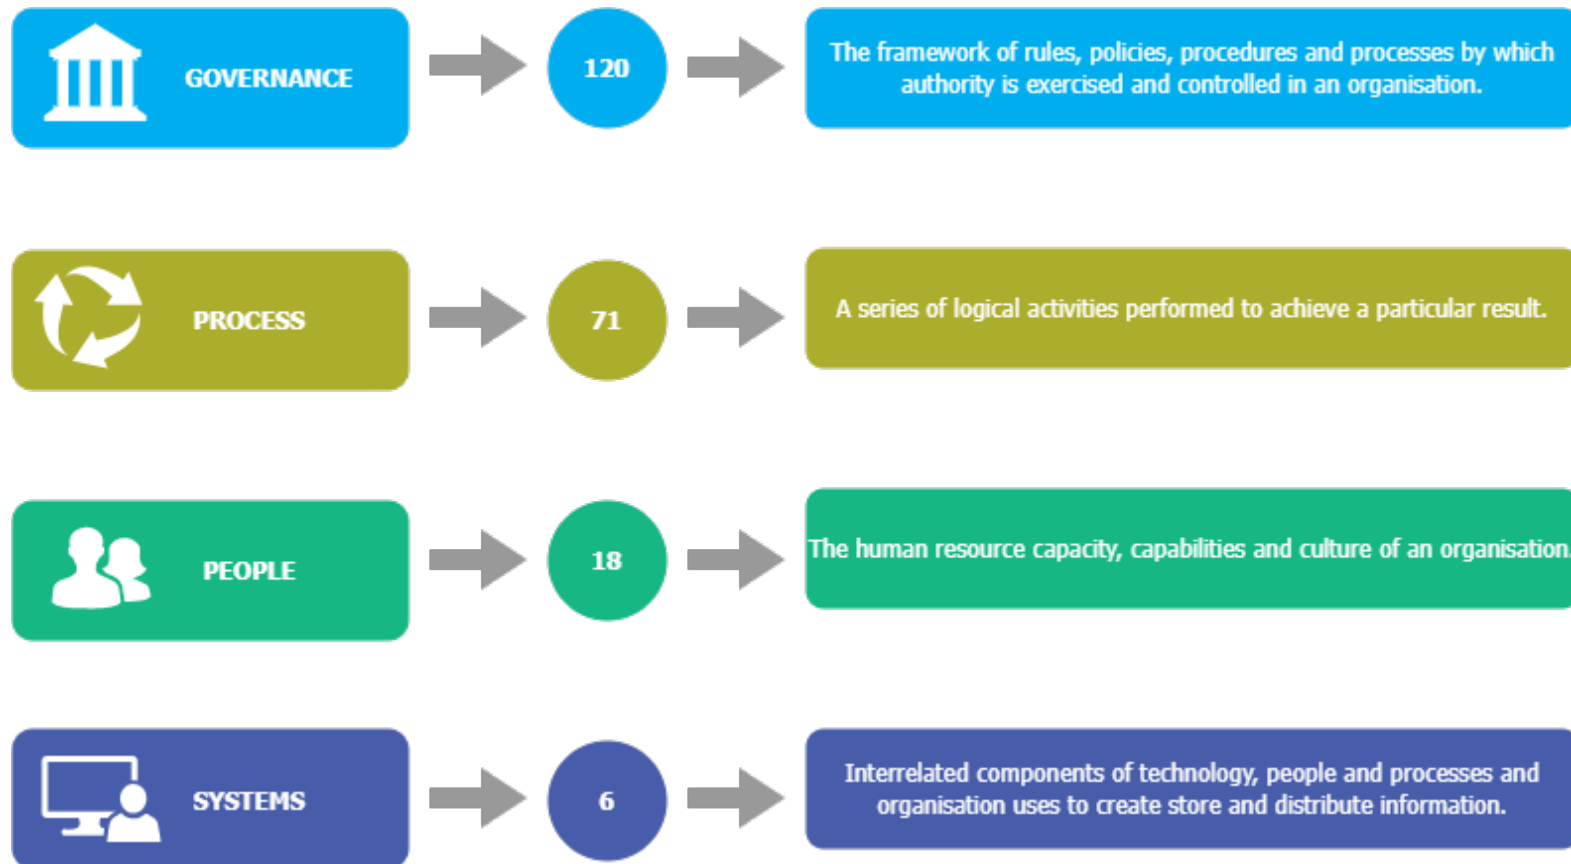 GOVERNANCE
120
The framework of rules, policies, procedures and processes by which
authority is exercised and controlled in an organisation.
PROCESS
71
A series of logical activities performed to achieve a particular result.
PEOPLE
18
The human resource capacity, capabilities and culture of an organisation.
SYSTEMS
6
Interrelated components of technology, people and processes and
organisation uses to create store and distribute information.